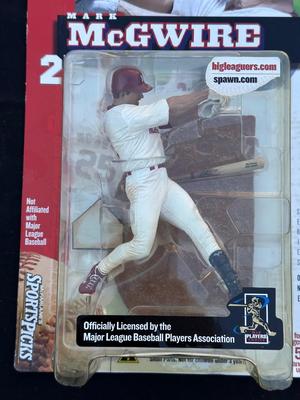 MARK
McGWIRE
2
bigleaguers.com
spawn.com
25
Not
Affiliated
with
Major
League
Baseball
SPORTSPICKS
Officially Licensed by the
Major League Baseball Players Association
PLAYERS